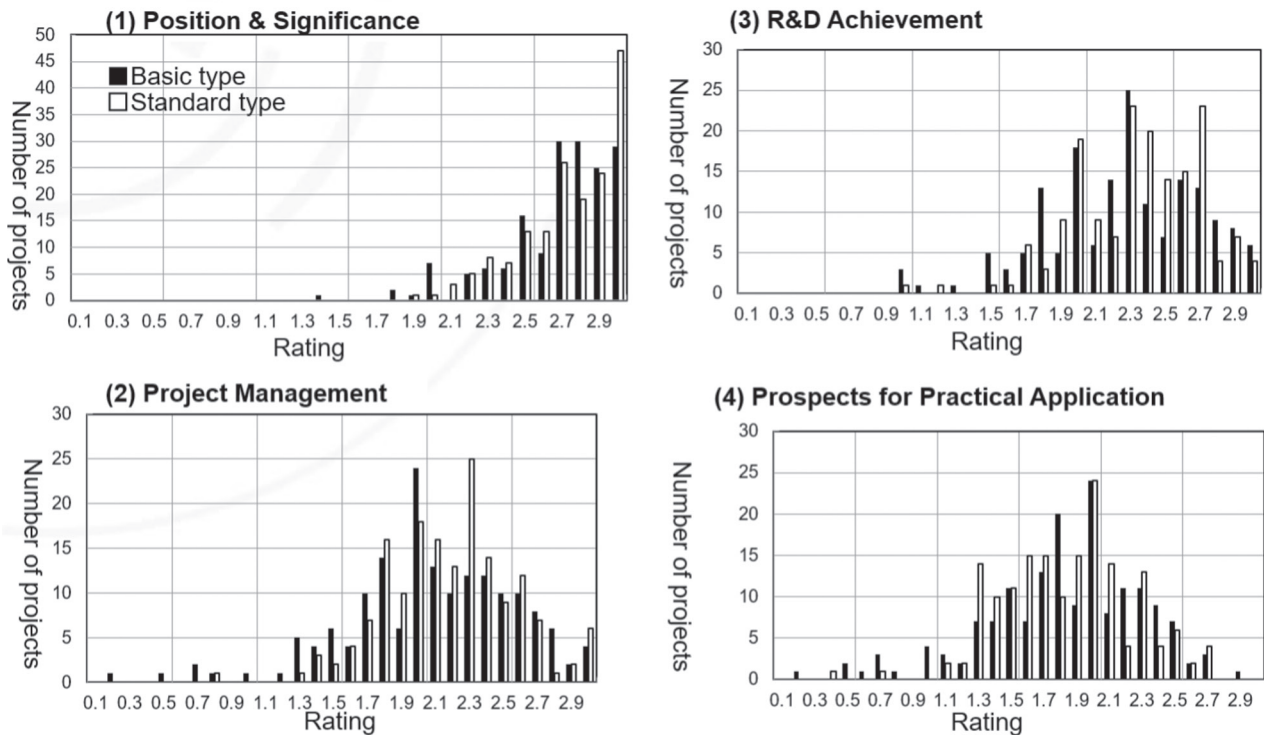 (1) Position & Significance
50
45
40
35
30
25
20
15
10
5
0
Number of projects
Basic type
Standard type
0.1 0.3 0.5 0.7 0.9 1.1 1.3 1.5 1.7 1.9 2.1 2.3 2.5 2.7 2.9
Rating
(3) R&D Achievement
30
25
20
15
10
5
0
Number of projects
0.1 0.3 0.5 0.7 0.9 1.1 1.3 1.5 1.7 1.9 2.1 2.3 2.5 2.7 2.9
Rating
(2) Project Management
30
25
20
15
10
5
0
Number of projects
0.1 0.3 0.5 0.7 0.9 1.1 1.3 1.5 1.7 1.9 2.1 2.3 2.5 2.7 2.9
Rating
(4) Prospects for Practical Application
30
25
20
15
10
5
0
Number of projects
0.1 0.3 0.5 0.7 0.9 1.1 1.3 1.5 1.7 1.9 2.1 2.3 2.5 2.7 2.9
Rating